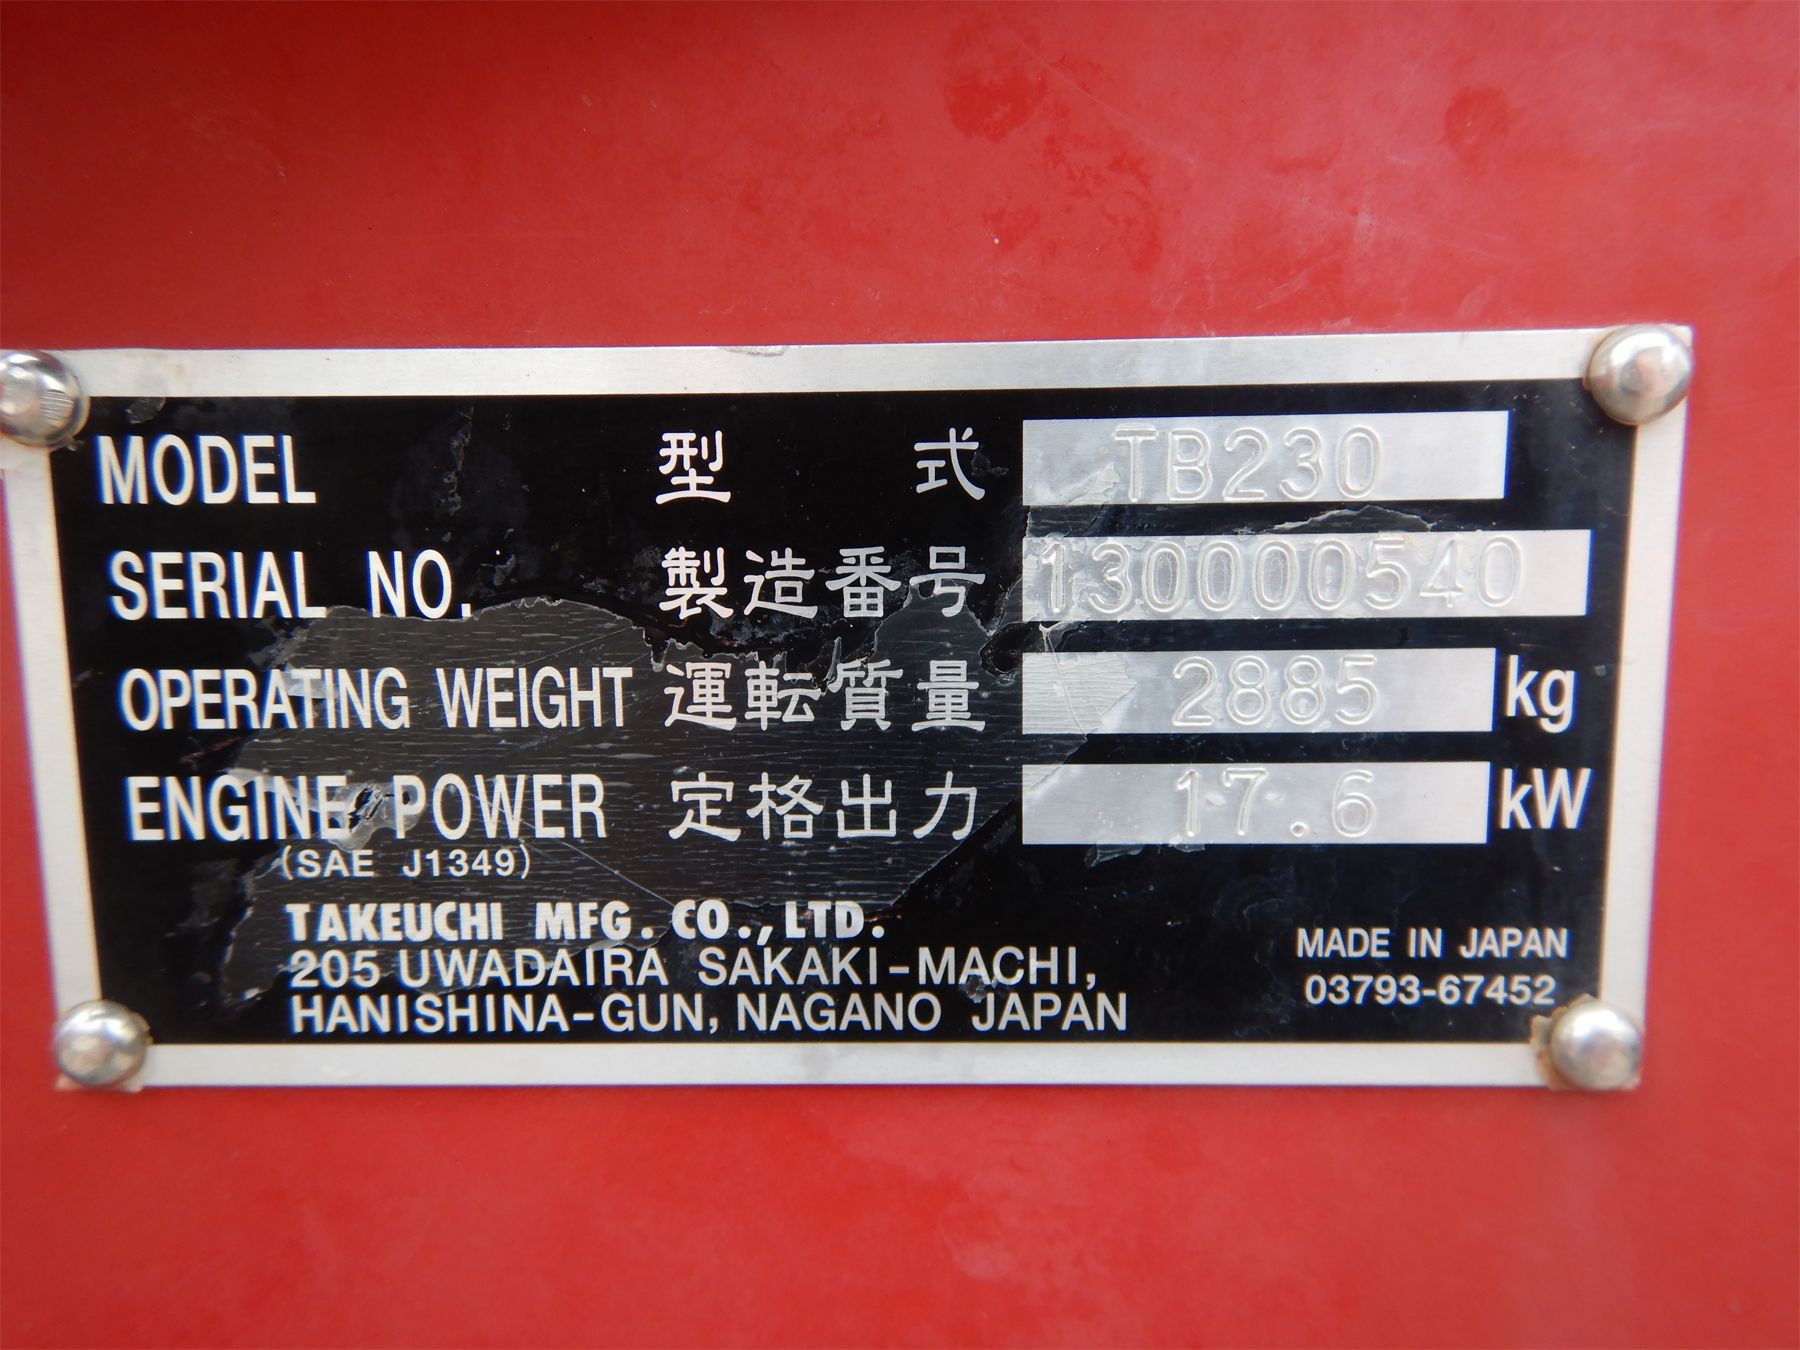 MODEL 型式 TB230
SERIAL NO. 製造番号 130000540
OPERATING WEIGHT 運転質量 2885 kg
ENGINE POWER 定格出力 17.6 kW
(SAE J1349)
TAKEUCHI MFG. CO., LTD.
205 UWADAIRA SAKAKI-MACHI,
HANISHINA-GUN, NAGANO JAPAN
MADE IN JAPAN
03793-67452